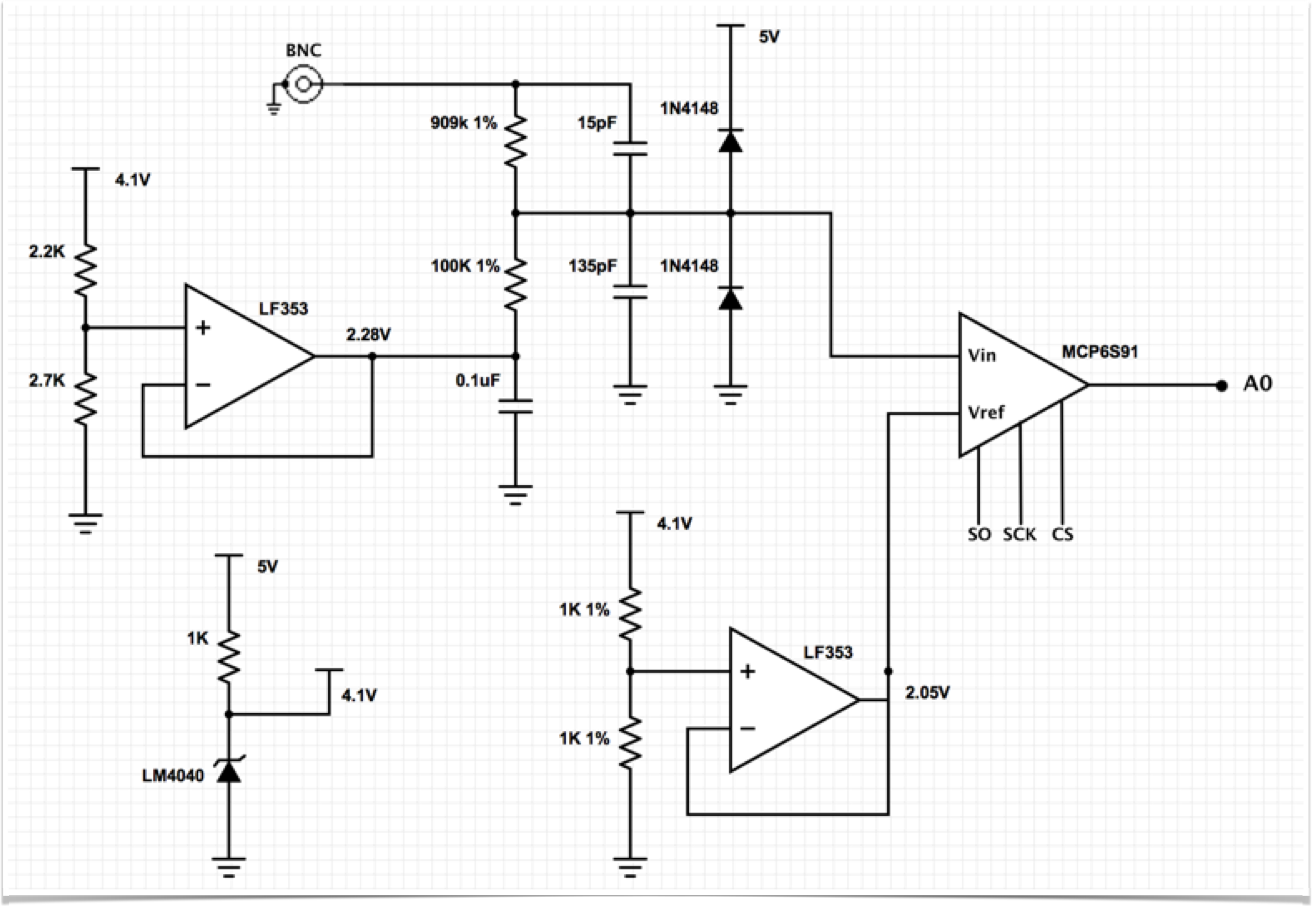 BNC
5V
1N4148
909k 1%
15pF
4.1V
2.2K
100K 1%
135pF
1N4148
LF353
+
2.28V
−
2.7K
0.1uF
Vin
MCP6S91
A0
Vref
4.1V
SO SCK CS
5V
1K 1%
1K
LF353
4.1V
+
2.05V
1K 1%
−
LM4040